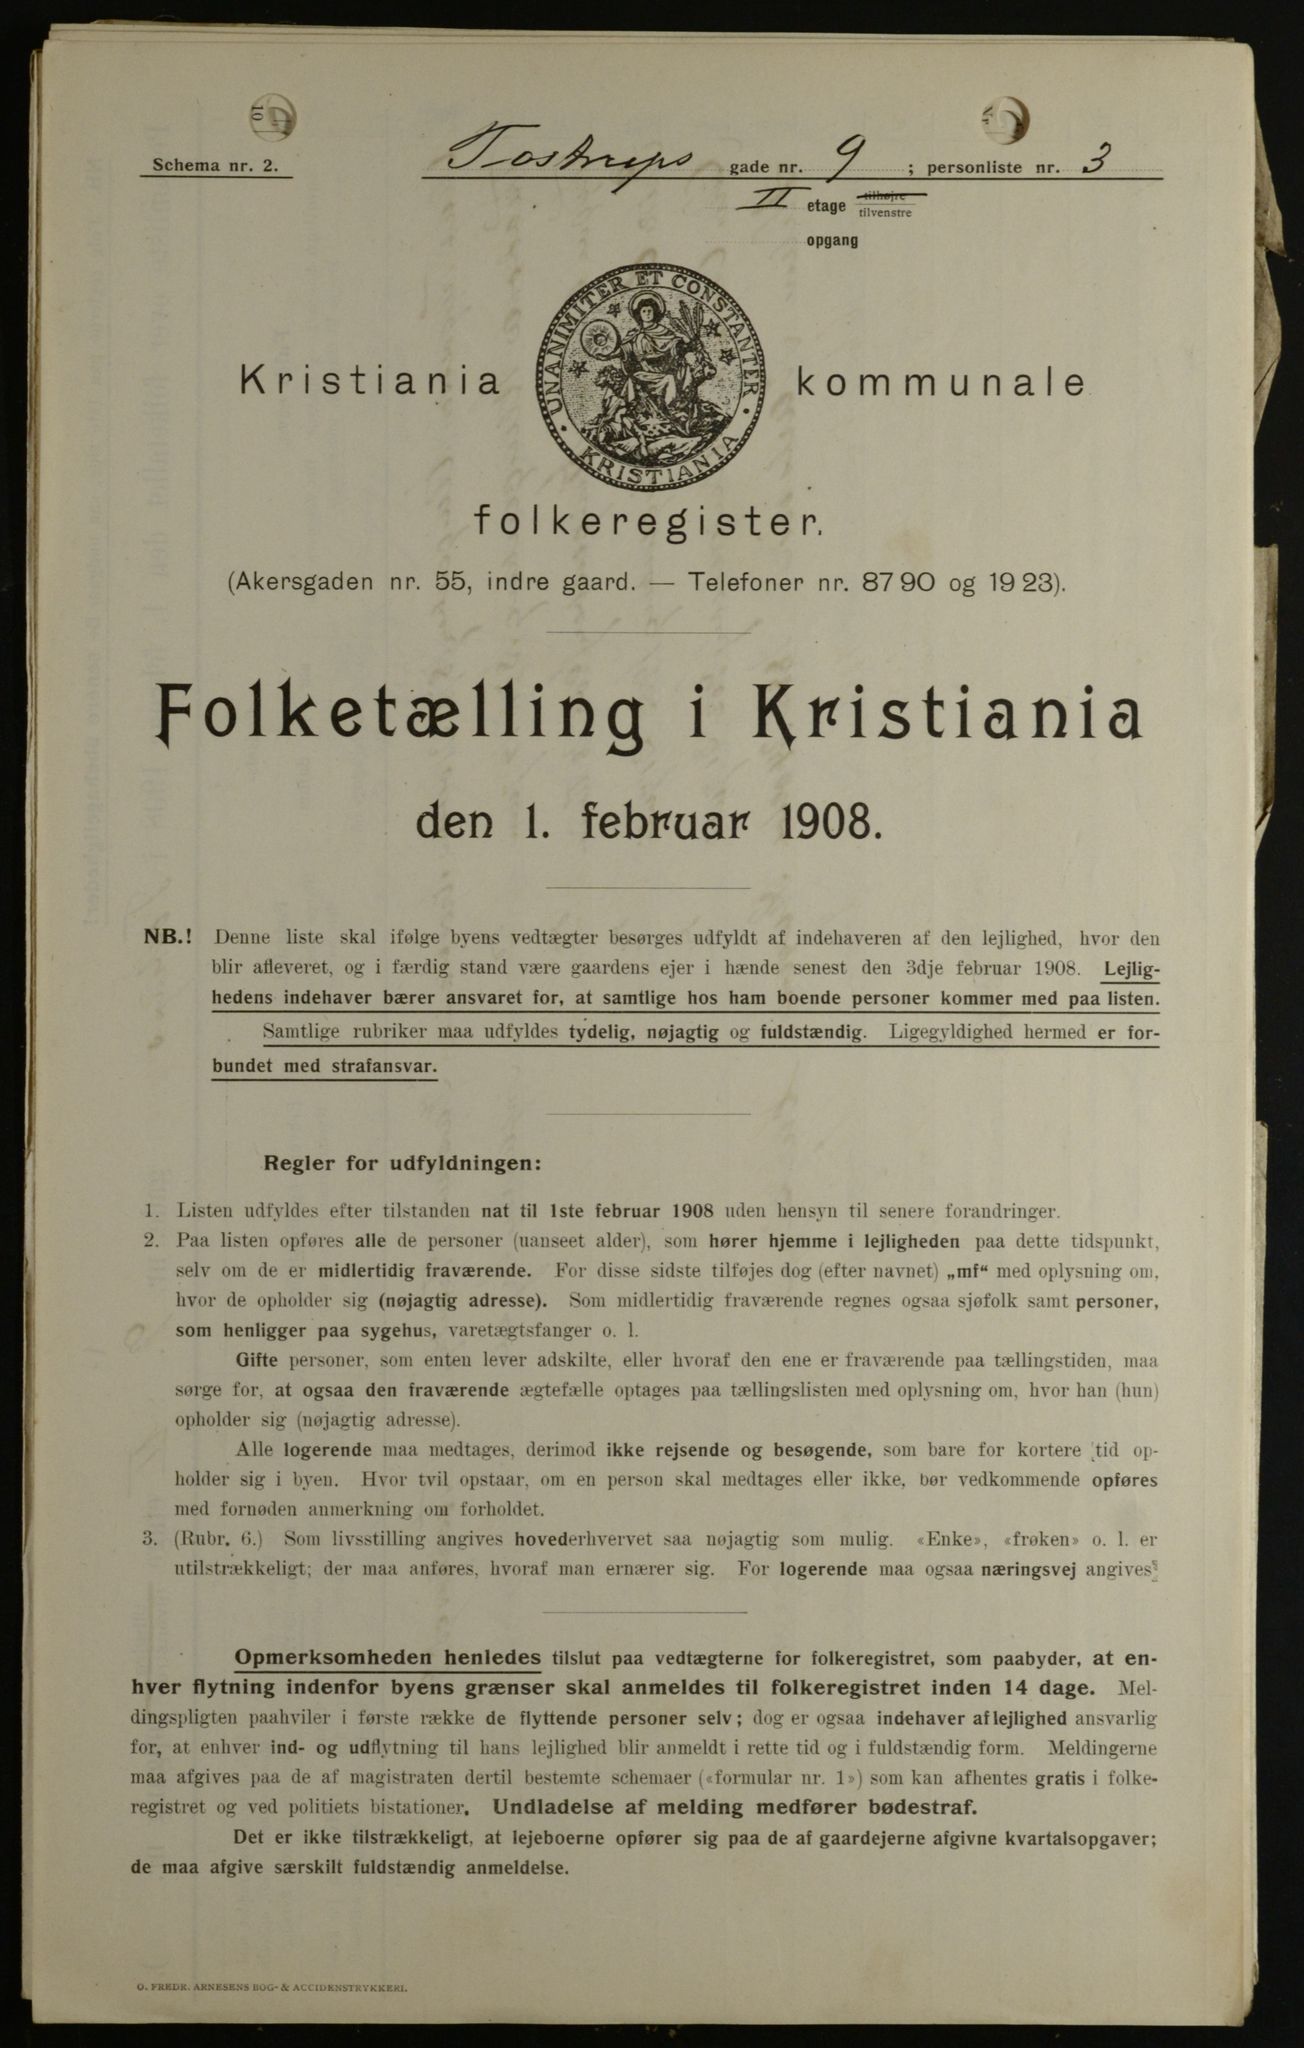 Schema nr. 2.
Tostrups gade nr. 9 ; personliste nr. 3
II etage tilhøjre
tilvenstre
opgang
UNANIMITER ET CONSTANTER
KRISTIANIA
Kristiania kommunale
folkeregister.
(Akersgaden nr. 55, indre gaard. — Telefoner nr. 87 90 og 19 23).
Folketælling i Kristiania
den 1. februar 1908.
NB.! Denne liste skal ifølge byens vedtægter besørges udfyldt af indehaveren af den lejlighed, hvor den
blir afleveret, og i færdig stand være gaardens ejer i hænde senest den 3dje februar 1908. Lejlig-
hedens indehaver bærer ansvaret for, at samtlige hos ham boende personer kommer med paa listen.
Samtlige rubriker maa udfyldes tydelig, nøjagtig og fuldstændig. Ligegyldighed hermed er for-
bundet med strafansvar.
Regler for udfyldningen:
1. Listen udfyldes efter tilstanden nat til 1ste februar 1908 uden hensyn til senere forandringer.
2. Paa listen opføres alle de personer (uanseet alder), som hører hjemme i lejligheden paa dette tidspunkt,
selv om de er midlertidig fraværende. For disse sidste tilføjes dog (efter navnet) „mf“ med oplysning om,
hvor de opholder sig (nøjagtig adresse). Som midlertidig fraværende regnes ogsaa sjøfolk samt personer,
som henligger paa sygehus, varetægtsfanger o. l.
Gifte personer, som enten lever adskilte, eller hvoraf den ene er fraværende paa tællingstiden, maa
sørge for, at ogsaa den fraværende ægtefælle optages paa tællingslisten med oplysning om, hvor han (hun)
opholder sig (nøjagtig adresse).
Alle logerende maa medtages, derimod ikke rejsende og besøgende, som bare for kortere tid op-
holder sig i byen. Hvor tvil opstaar, om en person skal medtages eller ikke, bør vedkommende opføres
med fornøden anmerkning om forholdet.
3. (Rubr. 6.) Som livsstilling angives hovederhvervet saa nøjagtig som mulig. «Enke», «frøken» o. l. er
utilstrækkeligt; der maa anføres, hvoraf man ernærer sig. For logerende maa ogsaa næringsvej angives
Opmerksomheden henledes tilslut paa vedtægterne for folkeregistret, som paabyder, at en-
hver flytning indenfor byens grænser skal anmeldes til folkeregistret inden 14 dage. Mel-
dingspligten paahviler i første række de flyttende personer selv; dog er ogsaa indehaver af lejlighed ansvarlig
for, at enhver ind- og udflytning til hans lejlighed blir anmeldt i rette tid og i fuldstændig form. Meldingerne
maa afgives paa de af magistraten dertil bestemte schemaer («formular nr. 1») som kan afhentes gratis i folke-
registret og ved politiets bistationer. Undladelse af melding medfører bødestraf.
Det er ikke tilstrækkeligt, at lejeboerne opfører sig paa de af gaardejerne afgivne kvartalsopgaver;
de maa afgive særskilt fuldstændig anmeldelse.
O. FREDR. ARNESENS BOG- & ACCIDENSTRYKKERI.